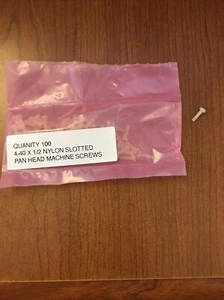 QUANITY 100
4-40 X 1/2 NYLON SLOTTED
PAN HEAD MACHINE SCREWS